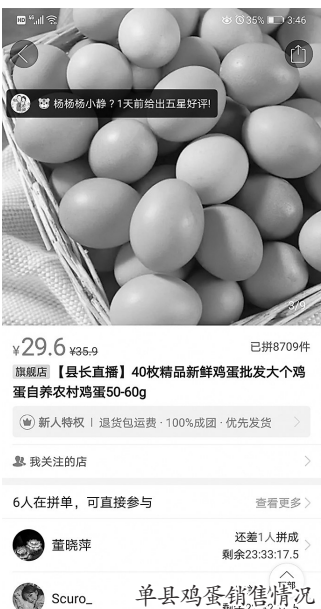 HD 4G 35% 3:46
杨杨杨小静？1天前给出五星好评!
3/9
¥29.6 ¥35.9
已拼8709件
旗舰店 【县长直播】40枚精品新鲜鸡蛋批发大个鸡
蛋自养农村鸡蛋50-60g
新人特权 | 退货包运费 · 100%成团 · 优先发货
我关注的店
6人在拼单，可直接参与
查看更多
董晓萍
还差1人拼成
剩余23:33:17.5
Scuro_
单县鸡蛋销售情况